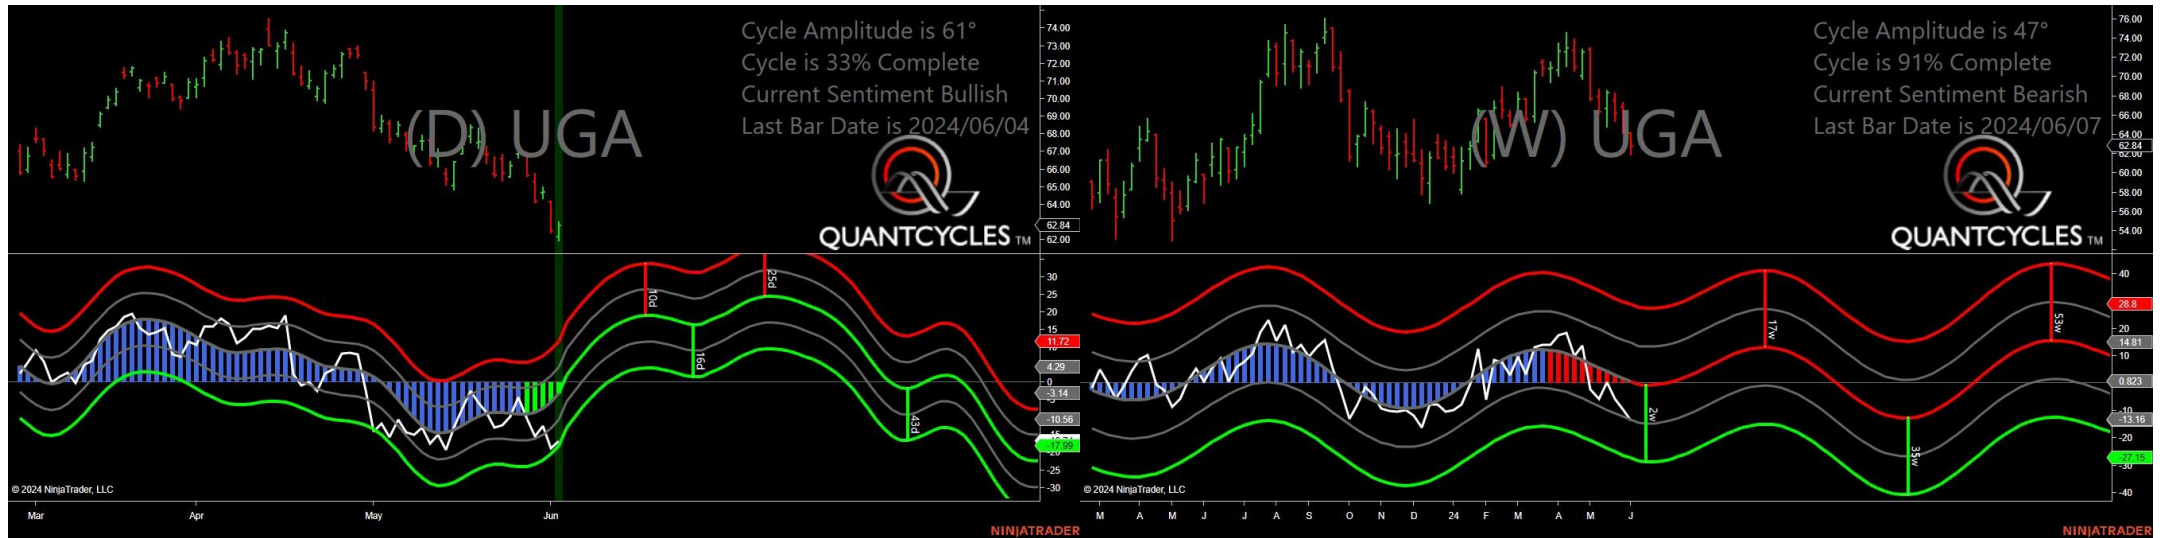 Cycle Amplitude is 61°
Cycle is 33% Complete
Current Sentiment Bullish
Last Bar Date is 2024/06/04
(D) UGA
QUANTCYCLES TM
74.00
73.00
72.00
71.00
70.00
69.00
68.00
67.00
66.00
65.00
64.00
62.84
62.00
10d
16d
25d
43d
30
25
20
15
11.72
4.29
0
-3.14
-10.56
-17.99
-20
-25
-30
© 2024 NinjaTrader, LLC
Mar
Apr
May
Jun
NINJATRADER
Cycle Amplitude is 47°
Cycle is 91% Complete
Current Sentiment Bearish
Last Bar Date is 2024/06/07
(W) UGA
QUANTCYCLES TM
76.00
74.00
72.00
70.00
68.00
66.00
64.00
62.84
62.00
60.00
58.00
56.00
54.00
2w
17w
35w
53w
40
28.8
20
14.81
10
0.823
-10
-13.16
-20
-27.15
-30
-40
© 2024 NinjaTrader, LLC
M A M J J A S O N D 24 F M A M J
NINJATRADER